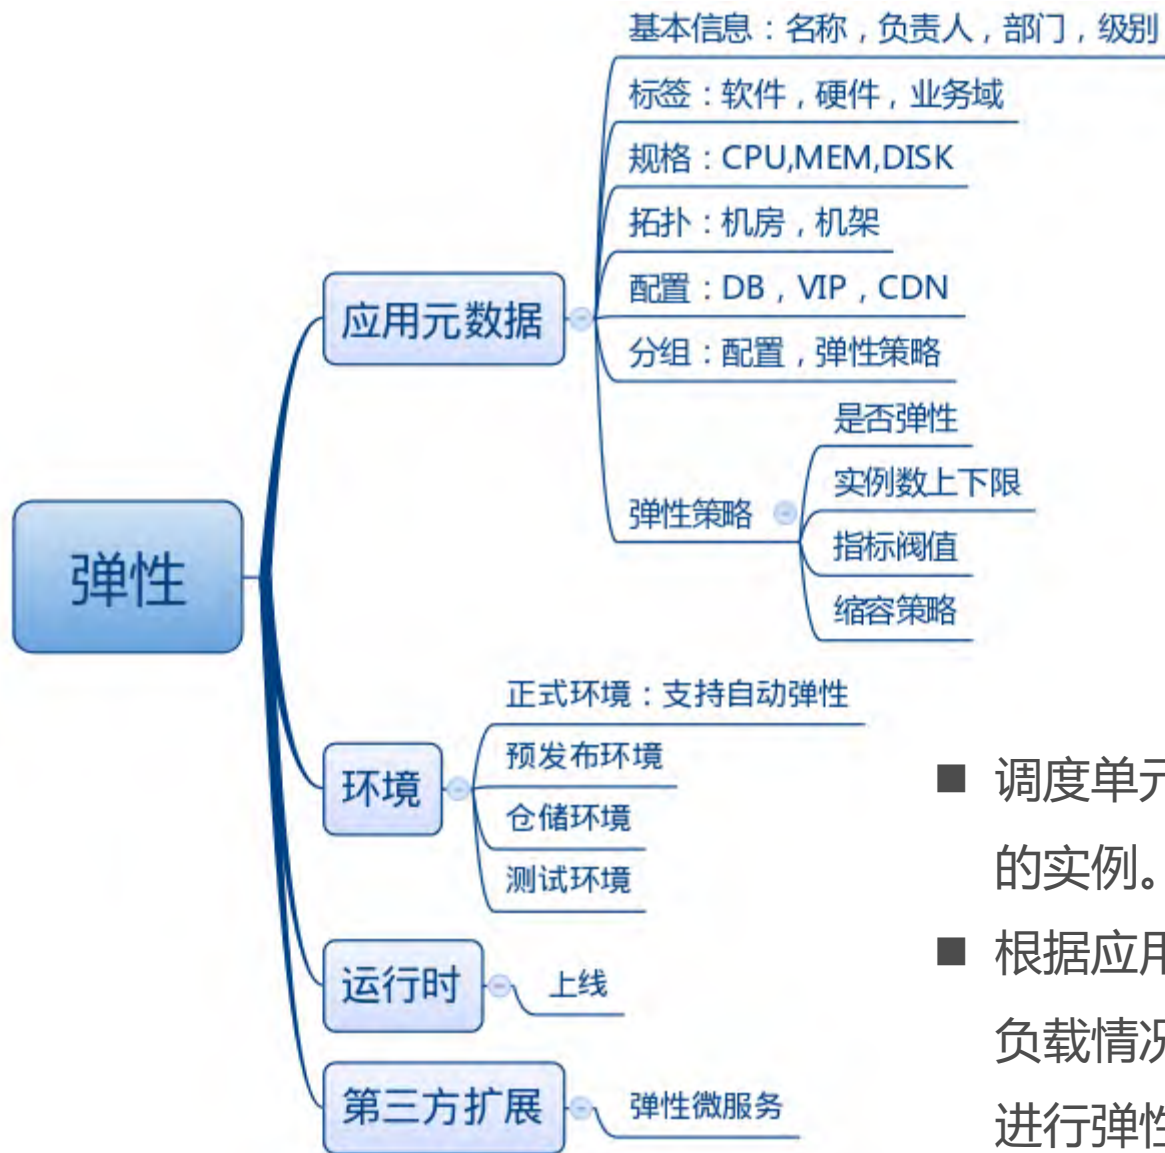 弹性
应用元数据
基本信息：名称，负责人，部门，级别
标签：软件，硬件，业务域
规格：CPU,MEM,DISK
拓扑：机房，机架
配置：DB，VIP，CDN
分组：配置，弹性策略
弹性策略
是否弹性
实例数上下限
指标阀值
缩容策略
环境
正式环境：支持自动弹性
预发布环境
仓储环境
测试环境
运行时
上线
第三方扩展
弹性微服务
■ 调度单元
的实例。
■ 根据应用
负载情况
进行弹性